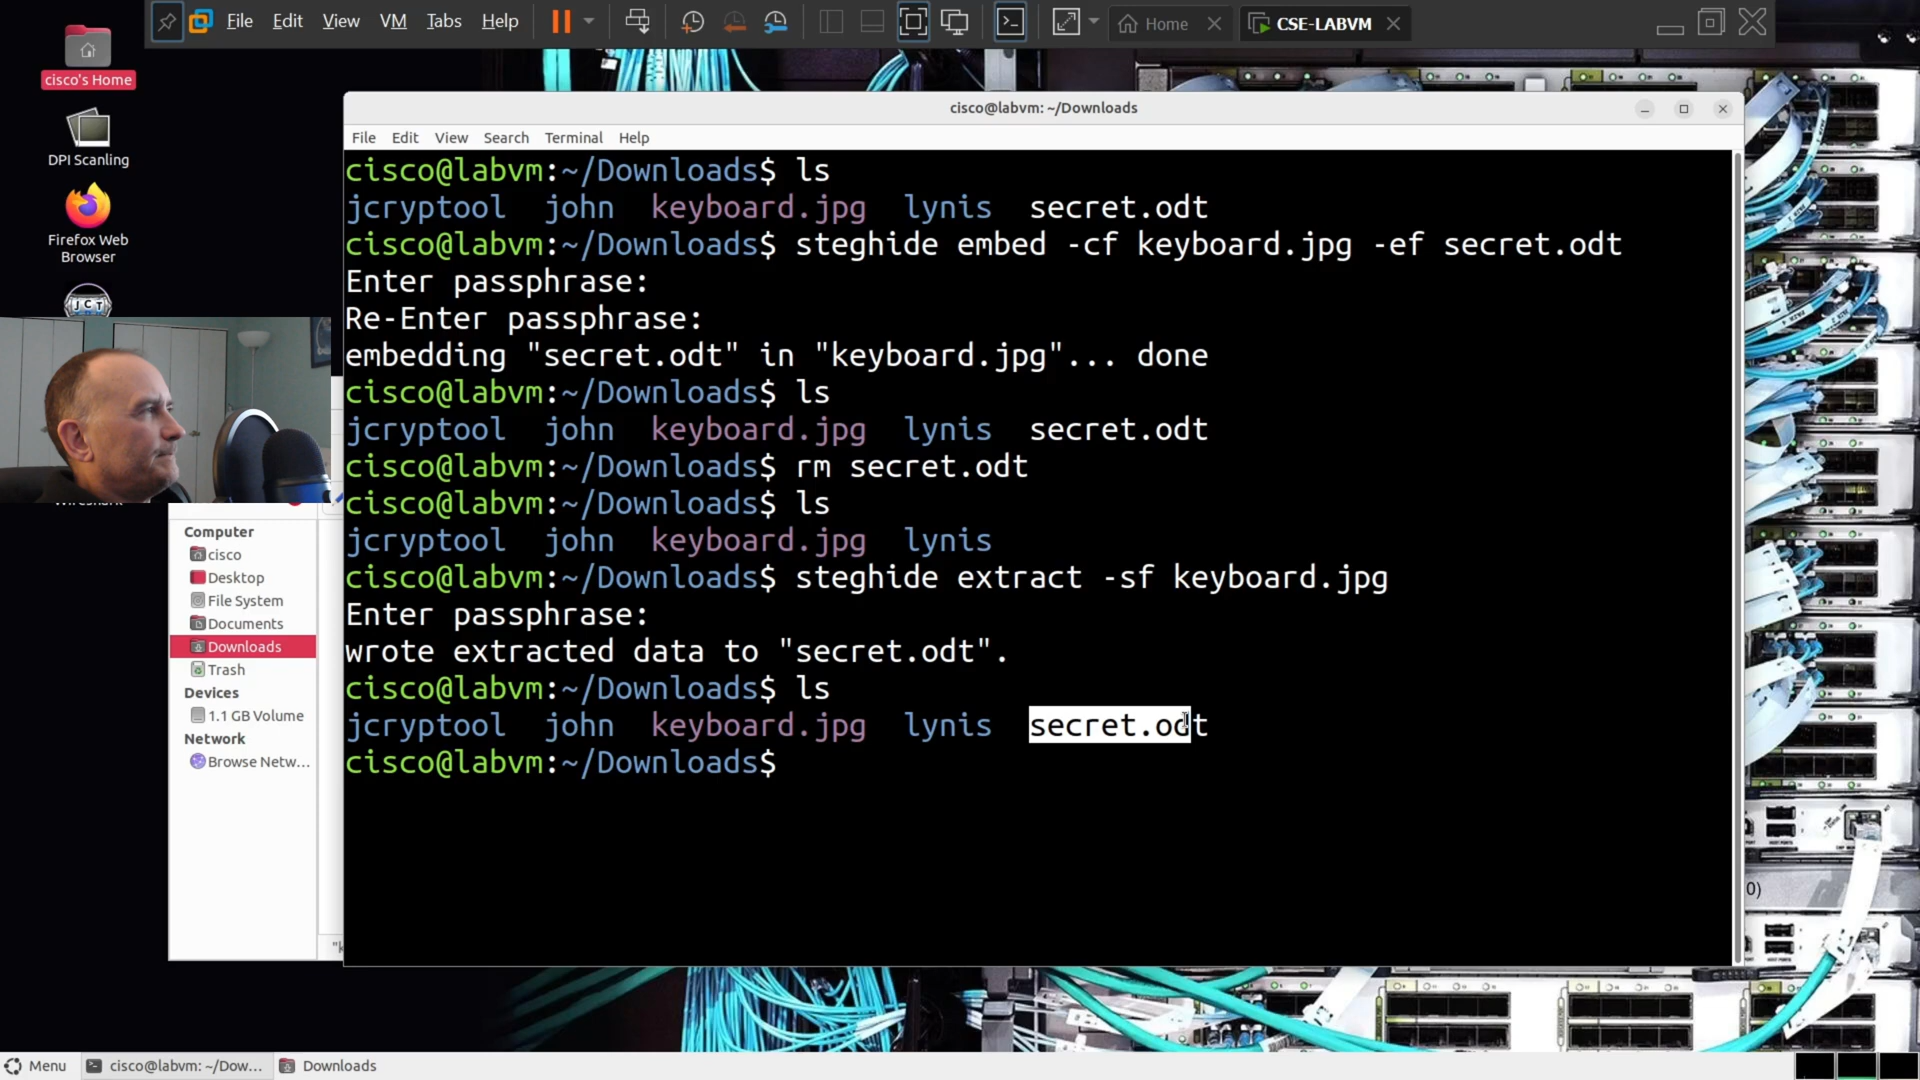 File Edit View VM Tabs Help
Home
CSE-LABVM
cisco's Home
DPI Scanling
Firefox Web
Browser
JCT
cisco@labvm: ~/Downloads
File Edit View Search Terminal Help
cisco@labvm:~/Downloads$ ls
jcryptool john keyboard.jpg lynis secret.odt
cisco@labvm:~/Downloads$ steghide embed -cf keyboard.jpg -ef secret.odt
Enter passphrase:
Re-Enter passphrase:
embedding "secret.odt" in "keyboard.jpg"... done
cisco@labvm:~/Downloads$ ls
jcryptool john keyboard.jpg lynis secret.odt
cisco@labvm:~/Downloads$ rm secret.odt
cisco@labvm:~/Downloads$ ls
jcryptool john keyboard.jpg lynis
cisco@labvm:~/Downloads$ steghide extract -sf keyboard.jpg
Enter passphrase:
wrote extracted data to "secret.odt".
cisco@labvm:~/Downloads$ ls
jcryptool john keyboard.jpg lynis secret.odt
cisco@labvm:~/Downloads$
Computer
cisco
Desktop
File System
Documents
Downloads
Trash
Devices
1.1 GB Volume
Network
Browse Netw...
0)
Menu
cisco@labvm: ~/Dow...
Downloads